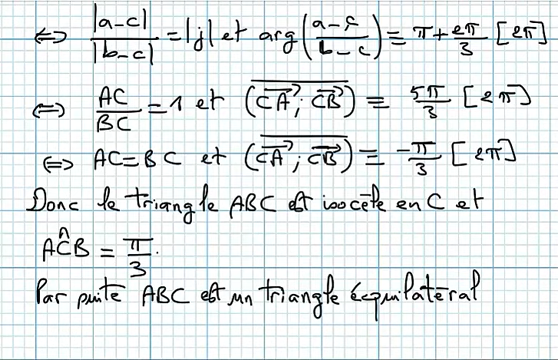 ⇔ |a-c| / |b-c| = |j| et arg((a-c)/(b-c)) ≡ π + 2π/3 [2π]
⇔ AC/BC = 1 et (CA→ ; CB→) ≡ 5π/3 [2π]
⇔ AC = BC et (CA→ ; CB→) ≡ -π/3 [2π]
Donc le triangle ABC est isocèle en C et
AĈB = π/3.
Par suite ABC est un triangle équilatéral